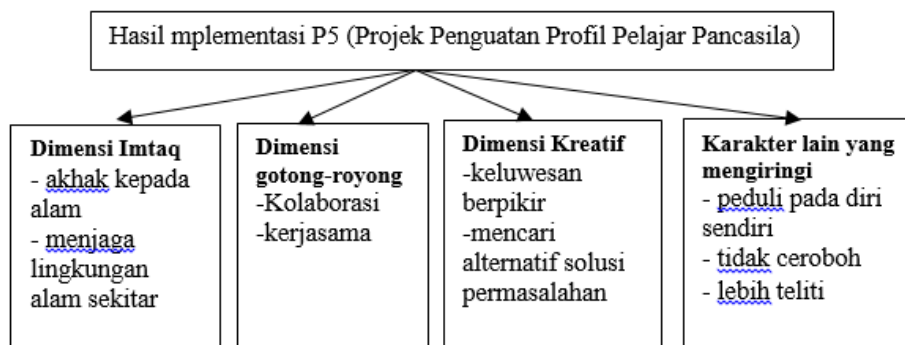 Hasil mplementasi P5 (Projek Penguatan Profil Pelajar Pancasila)
Dimensi Imtaq
- akhak kepada
alam
- menjaga
lingkungan
alam sekitar
Dimensi
gotong-royong
-Kolaborasi
-kerjasama
Dimensi Kreatif
-keluwesan
berpikir
-mencari
alternatif solusi
permasalahan
Karakter lain yang
mengiringi
- peduli pada diri
sendiri
- tidak ceroboh
- lebih teliti